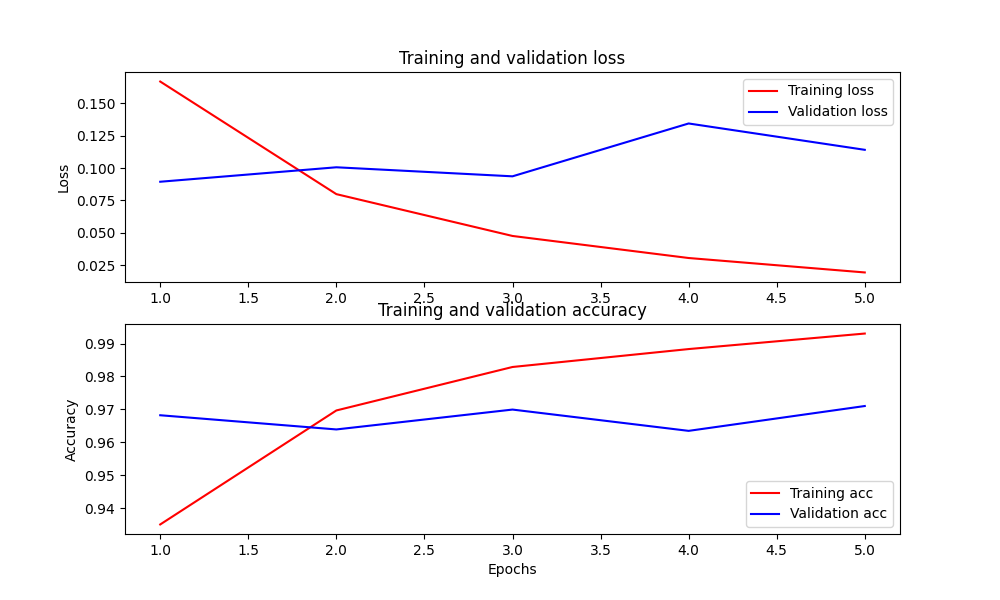 Training and validation loss
Loss
0.150
0.125
0.100
0.075
0.050
0.025
Training loss
Validation loss
1.0 1.5 2.0 2.5 3.0 3.5 4.0 4.5 5.0
Training and validation accuracy
Accuracy
0.99
0.98
0.97
0.96
0.95
0.94
Training acc
Validation acc
1.0 1.5 2.0 2.5 3.0 3.5 4.0 4.5 5.0
Epochs